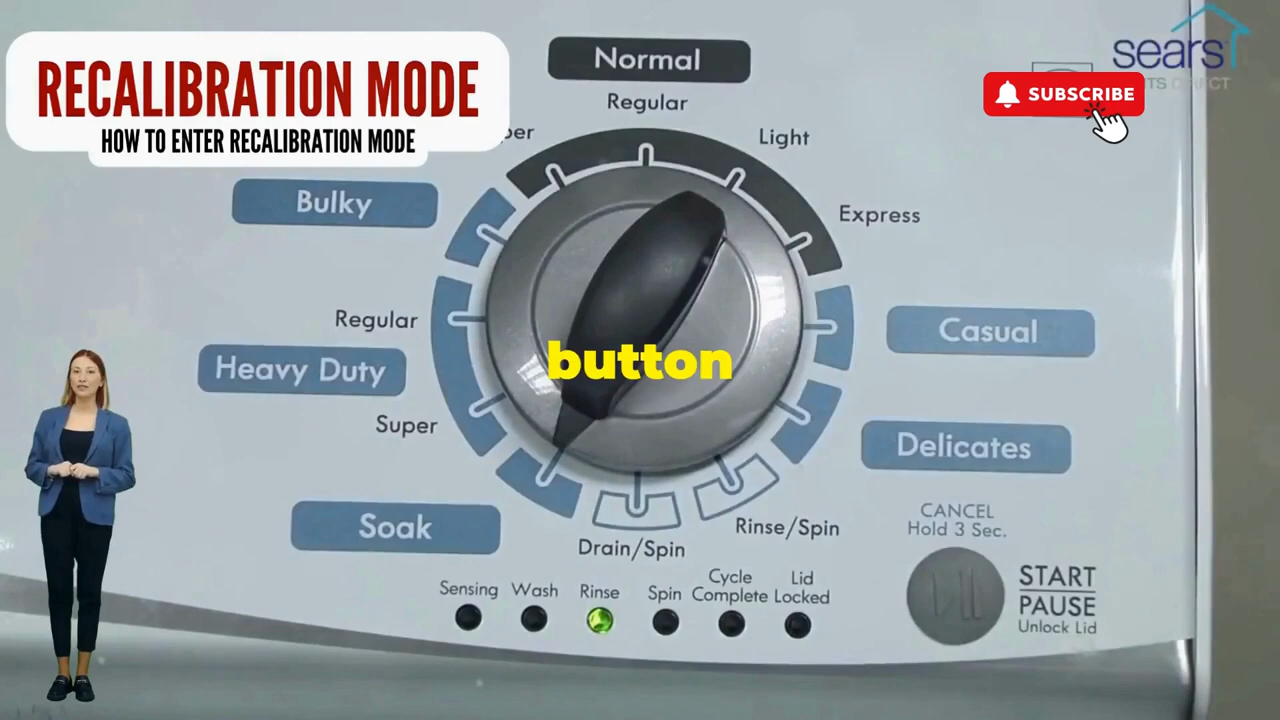 RECALIBRATION MODE
HOW TO ENTER RECALIBRATION MODE
sears
DIRECT
SUBSCRIBE
Normal
Regular
Light
Express
Bulky
Regular
Heavy Duty
Super
Soak
button
Casual
Delicates
Rinse/Spin
Drain/Spin
CANCEL
Hold 3 Sec.
START
PAUSE
Unlock Lid
Sensing
Wash
Rinse
Spin
Cycle
Complete
Lid
Locked